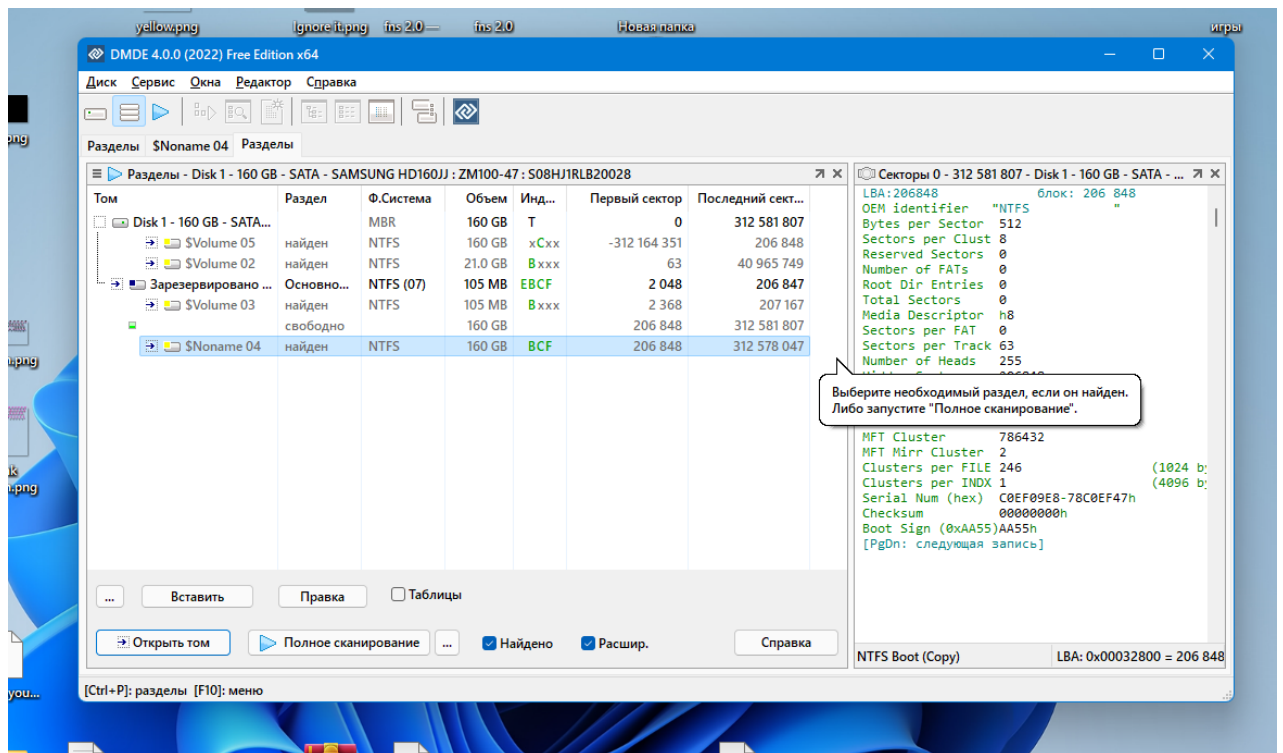 yellow.png
Ignore it.png
fns 2.0 —
fns 2.0
Новая папка
игры
DMDE 4.0.0 (2022) Free Edition x64
Диск Сервис Окна Редактор Справка
Разделы $Noname 04 Разделы
Разделы - Disk 1 - 160 GB - SATA - SAMSUNG HD160JJ : ZM100-47 : S08HJ1RLB20028
Том Раздел Ф.Система Объем Инд... Первый сектор Последний сект...
Disk 1 - 160 GB - SATA... MBR 160 GB T 0 312 581 807
$Volume 05 найден NTFS 160 GB xCxx -312 164 351 206 848
$Volume 02 найден NTFS 21.0 GB Bxxx 63 40 965 749
Зарезервировано ... Основно... NTFS (07) 105 MB EBCF 2 048 206 847
$Volume 03 найден NTFS 105 MB Bxxx 2 368 207 167
свободно 160 GB 206 848 312 581 807
$Noname 04 найден NTFS 160 GB BCF 206 848 312 578 047
Выберите необходимый раздел, если он найден.
Либо запустите "Полное сканирование".
... Вставить Правка Таблицы
Открыть том Полное сканирование ... Найдено Расшир. Справка
[Ctrl+P]: разделы [F10]: меню
Секторы 0 - 312 581 807 - Disk 1 - 160 GB - SATA - ...
LBA:206848 блок: 206 848
OEM identifier "NTFS "
Bytes per Sector 512
Sectors per Clust 8
Reserved Sectors 0
Number of FATs 0
Root Dir Entries 0
Total Sectors 0
Media Descriptor h8
Sectors per FAT 0
Sectors per Track 63
Number of Heads 255
MFT Cluster 786432
MFT Mirr Cluster 2
Clusters per FILE 246 (1024 by
Clusters per INDX 1 (4096 by
Serial Num (hex) C0EF09E8-78C0EF47h
Checksum 00000000h
Boot Sign (0xAA55)AA55h
[PgDn: следующая запись]
NTFS Boot (Copy) LBA: 0x00032800 = 206 848
you...